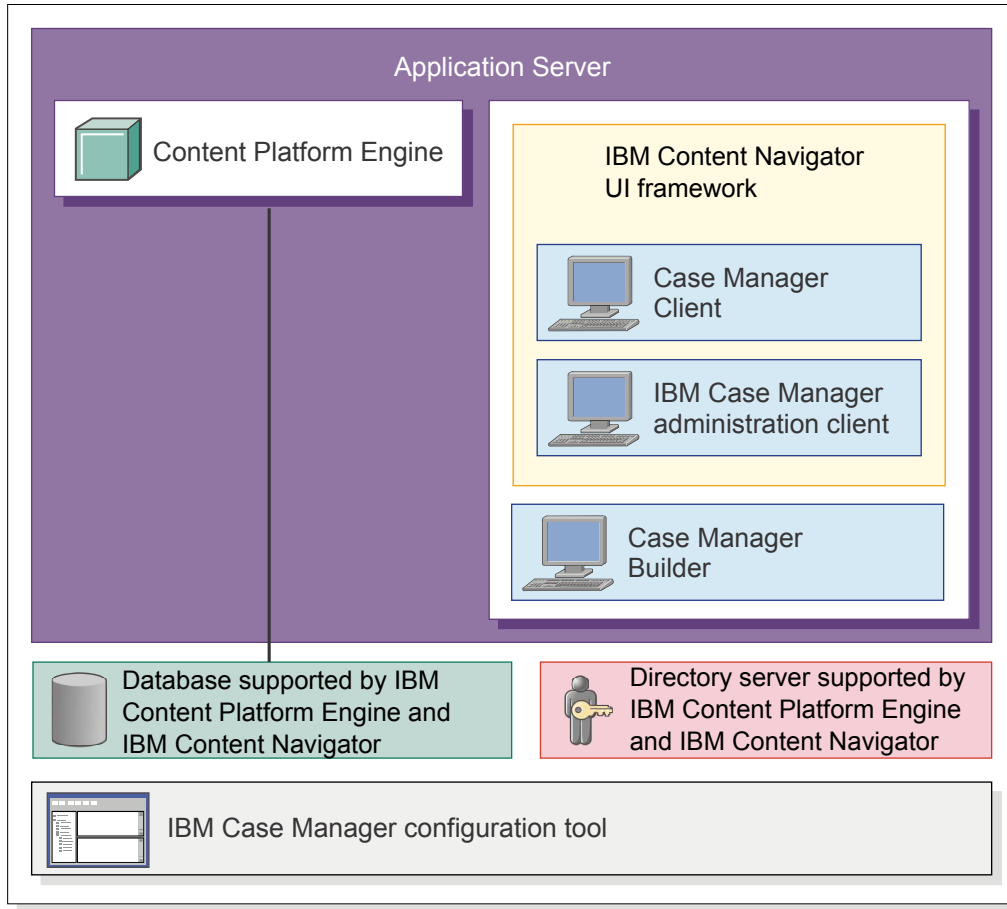 Application Server
Content Platform Engine
IBM Content Navigator
UI framework
Case Manager
Client
IBM Case Manager
administration client
Case Manager
Builder
Database supported by IBM
Content Platform Engine and
IBM Content Navigator
Directory server supported by
IBM Content Platform Engine
and IBM Content Navigator
IBM Case Manager configuration tool